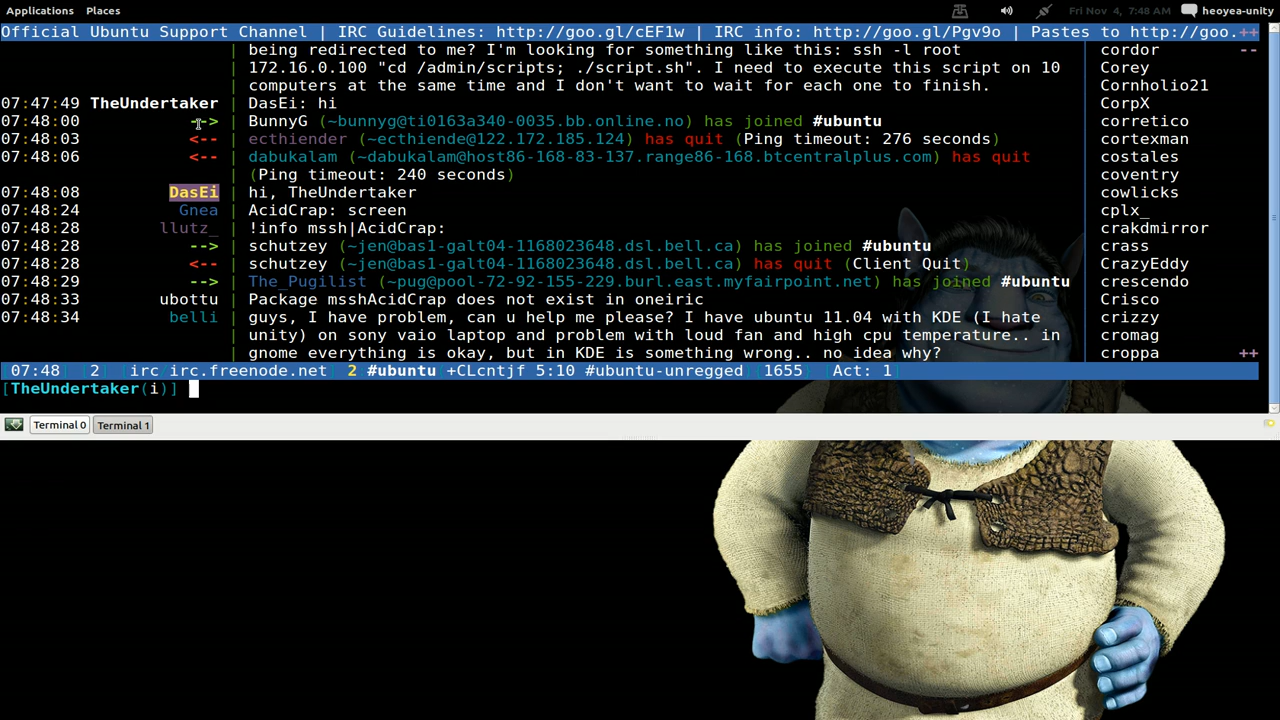 Applications Places Fri Nov 4, 7:48 AM heoyea-unity
Official Ubuntu Support Channel | IRC Guidelines: http://goo.gl/cEF1w | IRC info: http://goo.gl/Pgv9o | Pastes to http://goo.++
| being redirected to me? I'm looking for something like this: ssh -l root | cordor --
| 172.16.0.100 "cd /admin/scripts; ./script.sh". I need to execute this script on 10 | Corey
| computers at the same time and I don't want to wait for each one to finish. | Cornholio21
07:47:49 TheUndertaker | DasEi: hi | CorpX
07:48:00 --> | BunnyG (~bunnyg@ti0163a340-0035.bb.online.no) has joined #ubuntu | corretico
07:48:03 <-- | ecthiender (~ecthiende@122.172.185.124) has quit (Ping timeout: 276 seconds) | cortexman
07:48:06 <-- | dabukalam (~dabukalam@host86-168-83-137.range86-168.btcentralplus.com) has quit | costales
| (Ping timeout: 240 seconds) | coventry
07:48:08 DasEi | hi, TheUndertaker | cowlicks
07:48:24 Gnea | AcidCrap: screen | cplx_
07:48:28 llutz_ | !info mssh|AcidCrap: | crakdmirror
07:48:28 --> | schutzey (~jen@bas1-galt04-1168023648.dsl.bell.ca) has joined #ubuntu | crass
07:48:28 <-- | schutzey (~jen@bas1-galt04-1168023648.dsl.bell.ca) has quit (Client Quit) | CrazyEddy
07:48:29 --> | The_Pugilist (~pug@pool-72-92-155-229.burl.east.myfairpoint.net) has joined #ubuntu | crescendo
07:48:33 ubottu | Package msshAcidCrap does not exist in oneiric | Crisco
07:48:34 belli | guys, I have problem, can u help me please? I have ubuntu 11.04 with KDE (I hate | crizzy
| unity) on sony vaio laptop and problem with loud fan and high cpu temperature.. in | cromag
| gnome everything is okay, but in KDE is something wrong.. no idea why? | croppa ++
[07:48] [2] [irc/irc.freenode.net] 2 #ubuntu(+CLcntjf 5:10 #ubuntu-unregged)(1655) [Act: 1]
[TheUndertaker(i)]
Terminal 0 Terminal 1